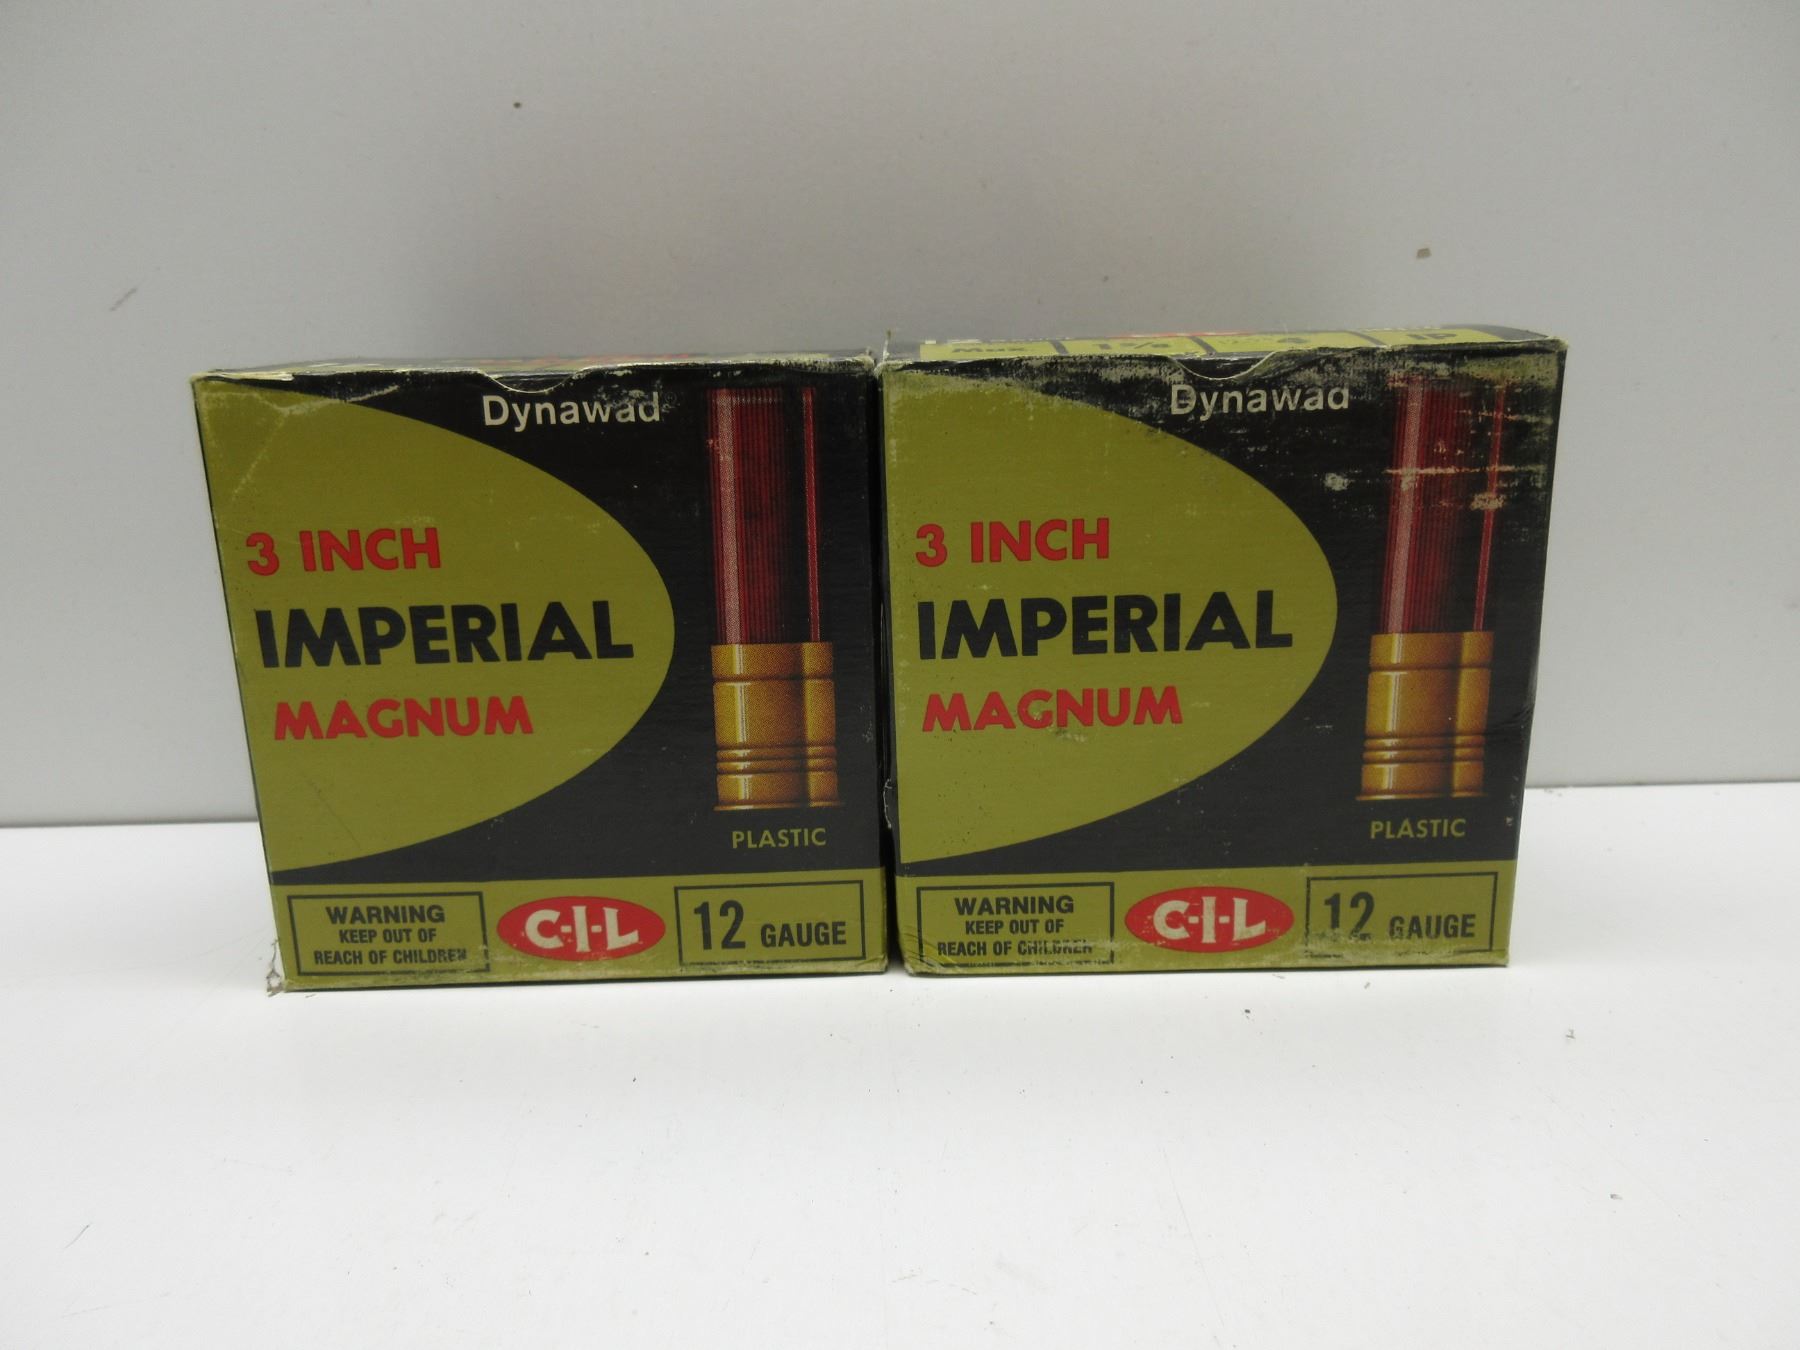 Dynawad
3 INCH
IMPERIAL
MAGNUM
PLASTIC
WARNING
KEEP OUT OF
REACH OF CHILDREN
C-I-L
12 GAUGE
Dynawad
3 INCH
IMPERIAL
MAGNUM
PLASTIC
WARNING
KEEP OUT OF
REACH OF CHILDREN
C-I-L
12 GAUGE